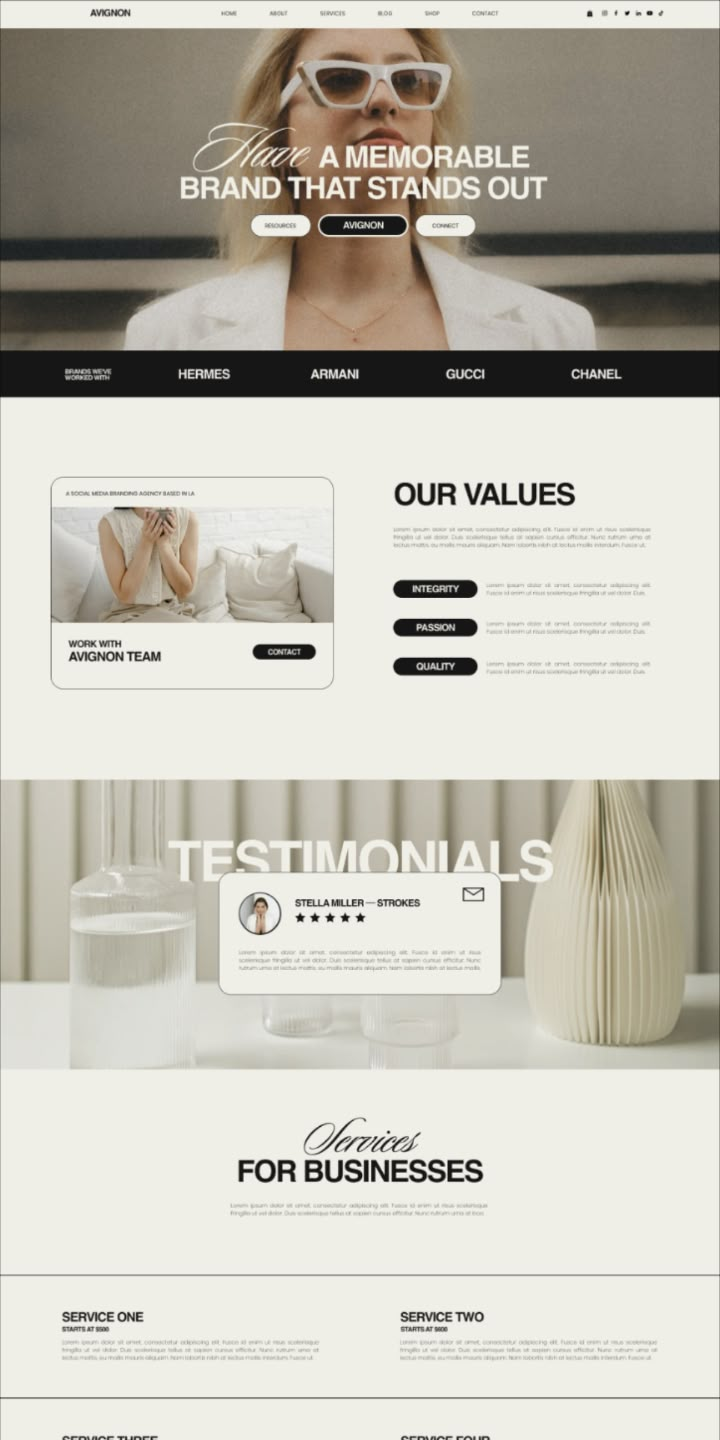 AVIGNON
HOME ABOUT SERVICES BLOG SHOP CONTACT
Have A MEMORABLE
BRAND THAT STANDS OUT
RESOURCES AVIGNON CONNECT
BRANDS WE'VE
WORKED WITH
HERMES ARMANI GUCCI CHANEL
A SOCIAL MEDIA BRANDING AGENCY BASED IN LA
WORK WITH
AVIGNON TEAM
CONTACT
OUR VALUES
Lorem ipsum dolor sit amet, consectetur adipiscing elit. Fusce id enim ut risus scelerisque
fringilla ut vel dolor. Duis scelerisque tellus at sapien cursus efficitur. Nunc rutrum urna at
lectus mattis, eu mollis mauris aliquam. Nam lobortis nibh at lectus mattis interdum. Fusce ut.
INTEGRITY
Lorem ipsum dolor sit amet, consectetur adipiscing elit.
Fusce id enim ut risus scelerisque fringilla ut vel dolor. Duis.
PASSION
Lorem ipsum dolor sit amet, consectetur adipiscing elit.
Fusce id enim ut risus scelerisque fringilla ut vel dolor. Duis.
QUALITY
Lorem ipsum dolor sit amet, consectetur adipiscing elit.
Fusce id enim ut risus scelerisque fringilla ut vel dolor. Duis.
TESTIMONIALS
STELLA MILLER — STROKES
Lorem ipsum dolor sit amet, consectetur adipiscing elit. Fusce id enim ut risus
scelerisque fringilla ut vel dolor. Duis scelerisque tellus at sapien cursus efficitur. Nunc
rutrum urna at lectus mattis, eu mollis mauris aliquam. Nam lobortis nibh at lectus mollis.
Services
FOR BUSINESSES
Lorem ipsum dolor sit amet, consectetur adipiscing elit. Fusce id enim ut risus scelerisque
fringilla ut vel dolor. Duis scelerisque tellus at sapien cursus efficitur. Nunc rutrum urna at
SERVICE ONE
STARTS AT $500
Lorem ipsum dolor sit amet, consectetur adipiscing elit. Fusce id enim ut risus scelerisque
fringilla ut vel dolor. Duis scelerisque tellus at sapien cursus efficitur. Nunc rutrum urna at
lectus mattis, eu mollis mauris aliquam. Nam lobortis nibh at lectus mattis interdum. Fusce ut.
SERVICE TWO
STARTS AT $600
Lorem ipsum dolor sit amet, consectetur adipiscing elit. Fusce id enim ut risus scelerisque
fringilla ut vel dolor. Duis scelerisque tellus at sapien cursus efficitur. Nunc rutrum urna at
lectus mattis, eu mollis mauris aliquam. Nam lobortis nibh at lectus mattis interdum. Fusce ut.
SERVICE THREE
SERVICE FOUR